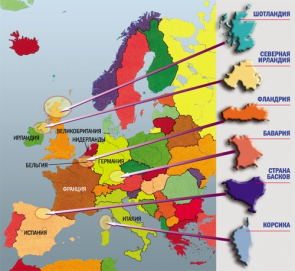 ШОТЛАНДИЯ
СЕВЕРНАЯ
ИРЛАНДИЯ
ФЛАНДРИЯ
БАВАРИЯ
СТРАНА
БАСКОВ
КОРСИКА
ВЕЛИКОБРИТАНИЯ
ИРЛАНДИЯ
НИДЕРЛАНДЫ
БЕЛЬГИЯ
ГЕРМАНИЯ
ФРАНЦИЯ
ИСПАНИЯ
ИТАЛИЯ